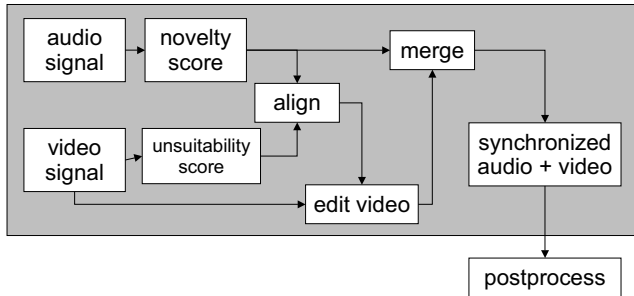 audio
signal
novelty
score
merge
align
video
signal
unsuitability
score
synchronized
audio + video
edit video
postprocess